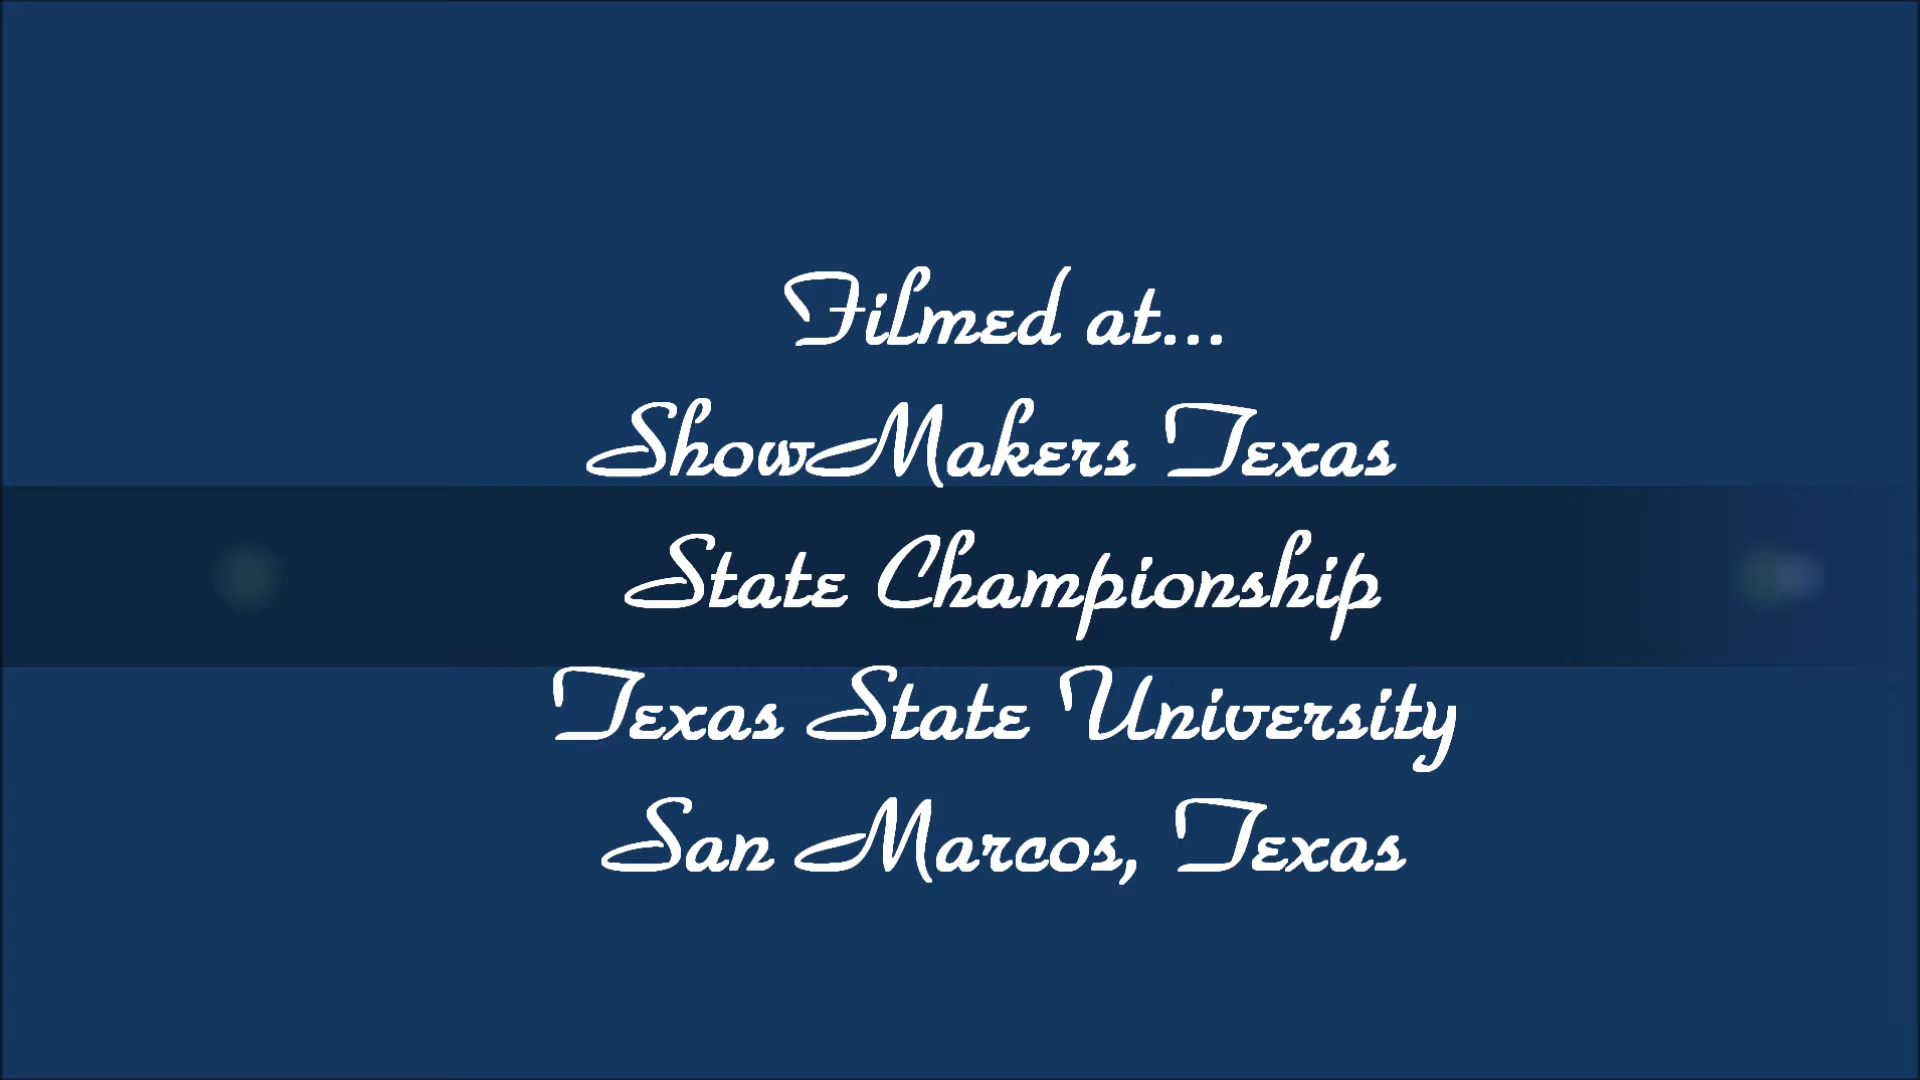 Filmed at...
ShowMakers Texas
State Championship
Texas State University
San Marcos, Texas